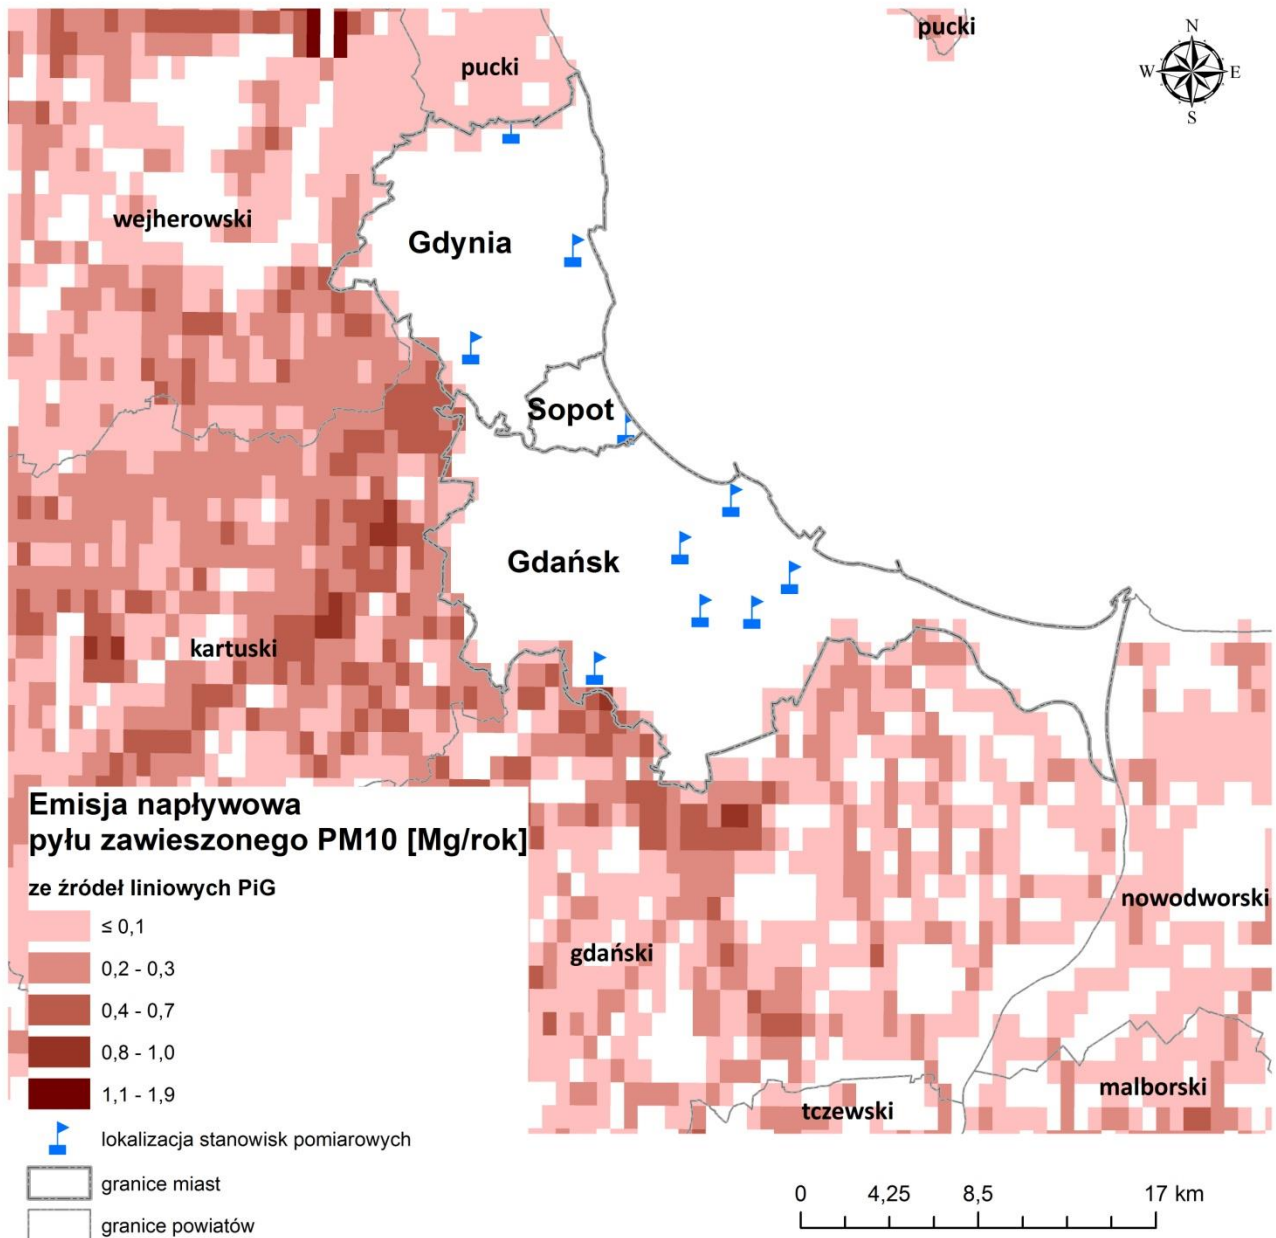 pucki
pucki
N
W
E
S
wejherowski
Gdynia
Sopot
Gdańsk
kartuski
Emisja napływowa
pyłu zawieszonego PM10 [Mg/rok]
ze źródeł liniowych PiG
≤ 0,1
0,2 - 0,3
0,4 - 0,7
0,8 - 1,0
1,1 - 1,9
lokalizacja stanowisk pomiarowych
granice miast
granice powiatów
nowodworski
gdański
malborski
tczewski
0 4,25 8,5 17 km